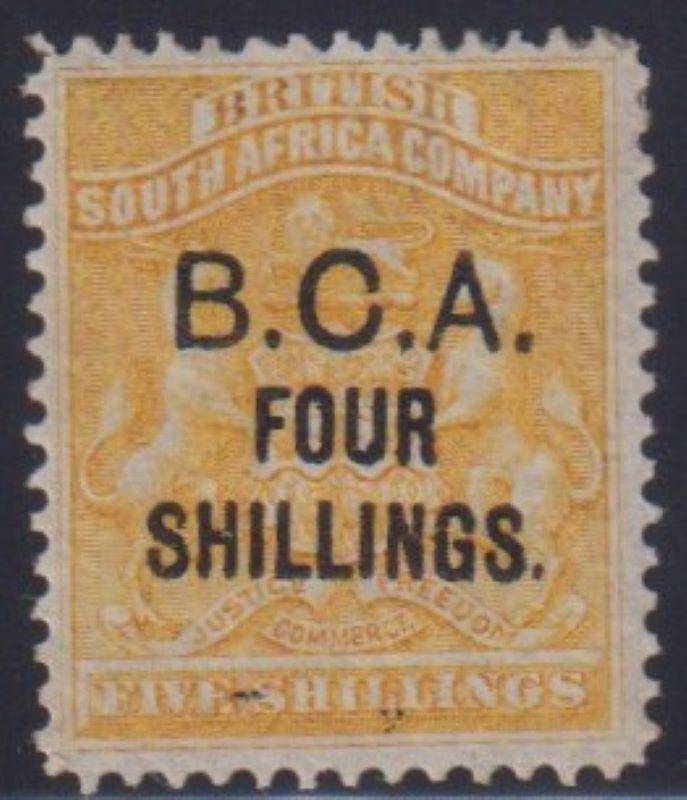 BRITISH
SOUTH AFRICA COMPANY
B.C.A.
FOUR
SHILLINGS.
JUSTICE FREEDOM
COMMERCE
FIVE SHILLINGS